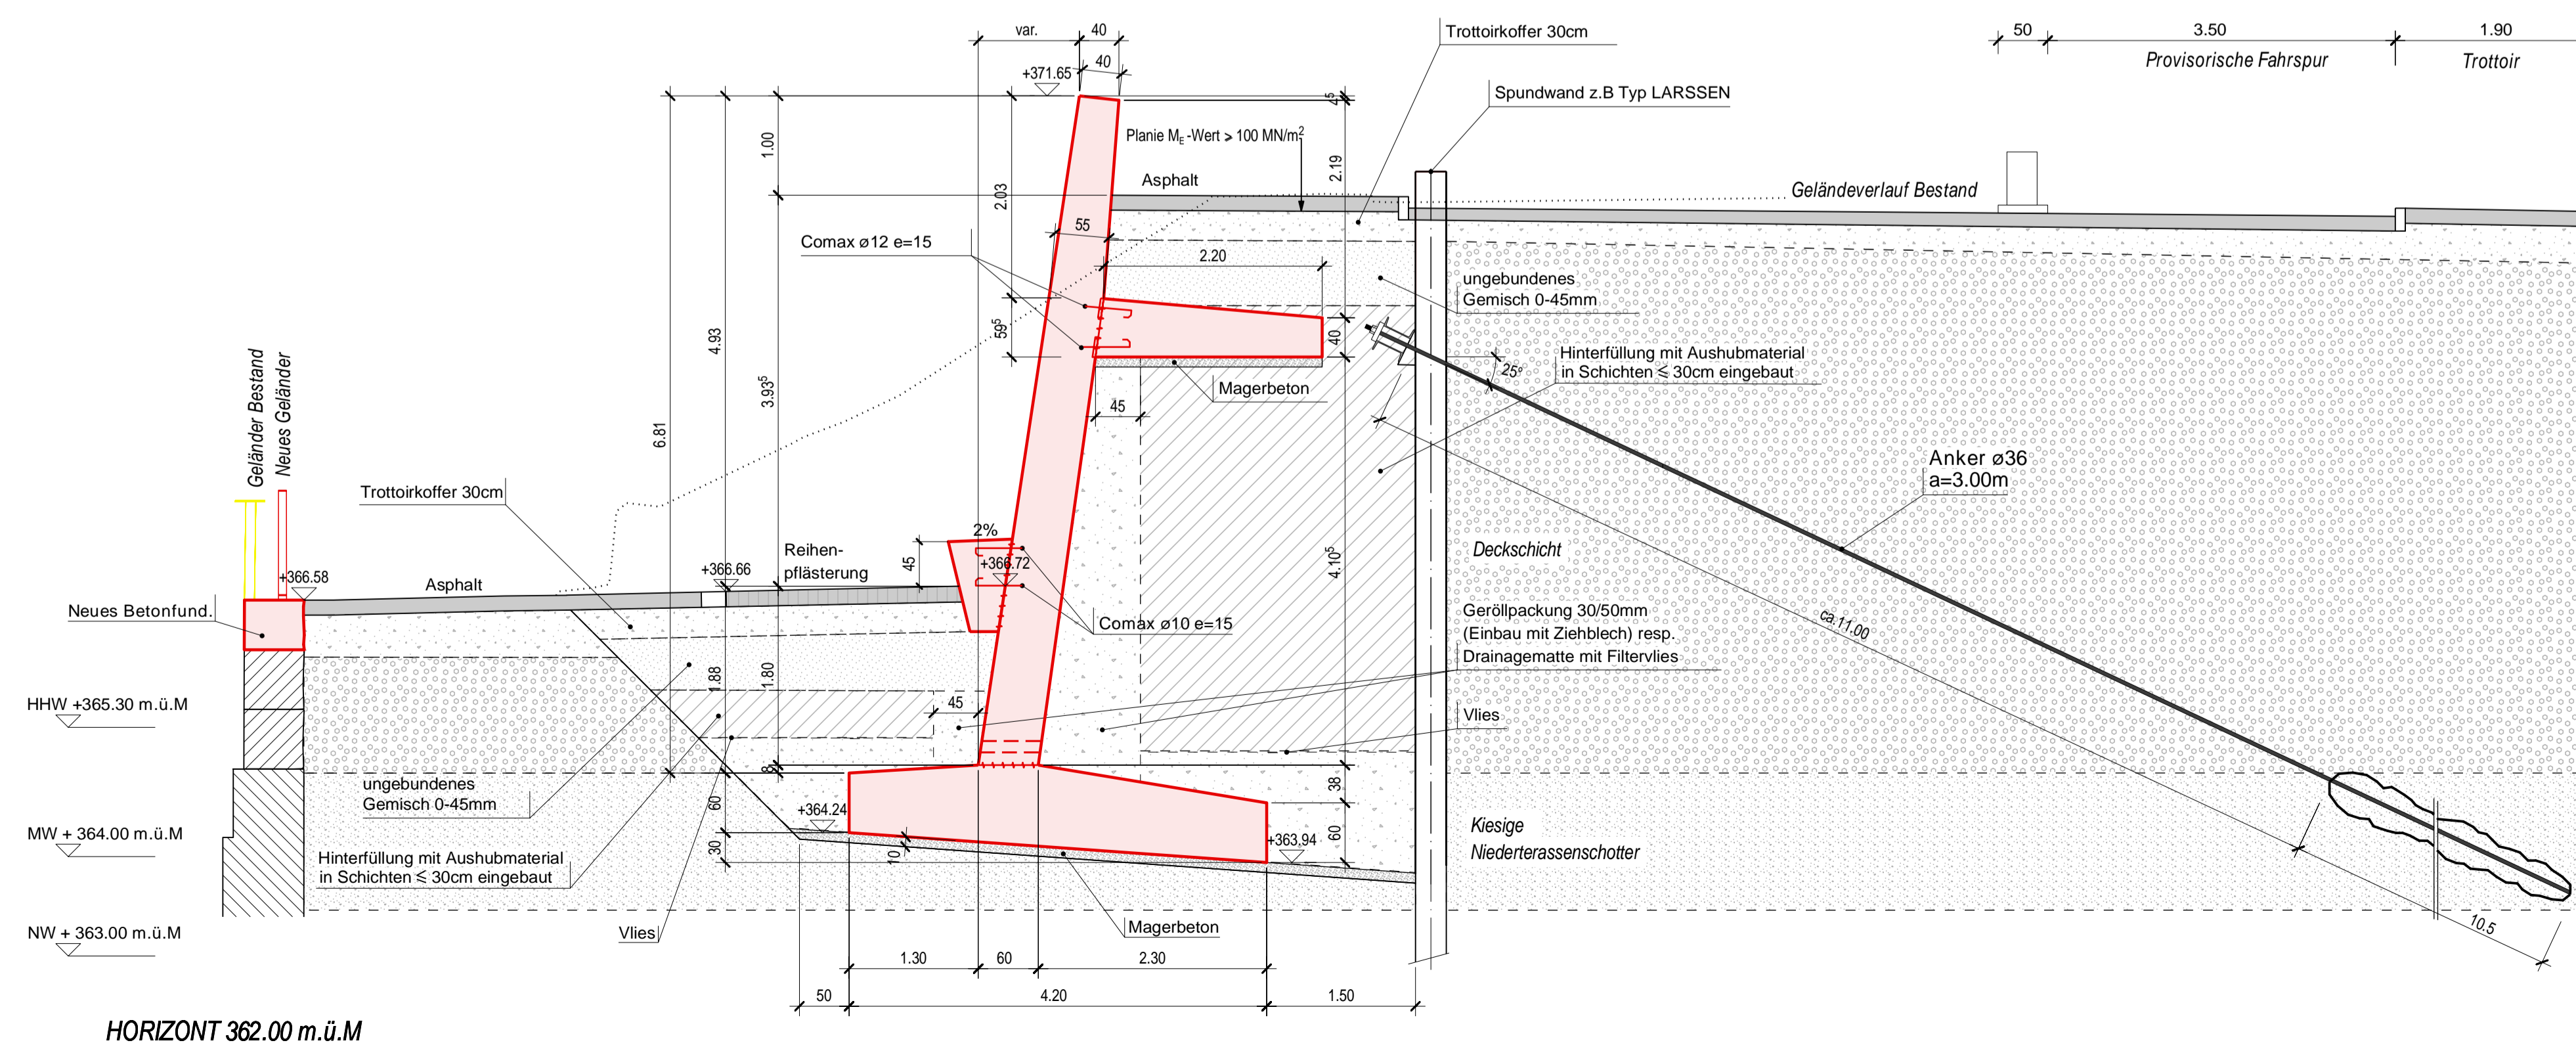 var.
40
40
+371.65
Trottoirkoffer 30cm
50
3.50
1.90
Provisorische Fahrspur
Trottoir
Spundwand z.B Typ LARSSEN
4⁵
1.00
2.03
Planie M_E-Wert ⩾ 100 MN/m²
2.19
Asphalt
Geländeverlauf Bestand
55
Comax ø12 e=15
2.20
ungebundenes
Gemisch 0-45mm
59⁵
40
4.93
3.93⁵
6.81
25°
Hinterfüllung mit Aushubmaterial
in Schichten ⩽ 30cm eingebaut
Magerbeton
45
Geländer Bestand
Neues Geländer
Anker ø36
a=3.00m
Trottoirkoffer 30cm
2%
45
Reihen-
pflästerung
+366.72
+366.66
+366.58
Asphalt
4.10⁵
Deckschicht
Neues Betonfund.
Comax ø10 e=15
Geröllpackung 30/50mm
(Einbau mit Ziehblech) resp.
Drainagematte mit Filtervlies
ca.11.00
1.88
1.80
45
HHW +365.30 m.ü.M
Vlies
8
38
ungebundenes
Gemisch 0-45mm
60
+364.24
60
+363.94
MW + 364.00 m.ü.M
Kiesige
Niederterassenschotter
30
10
Hinterfüllung mit Aushubmaterial
in Schichten ⩽ 30cm eingebaut
NW + 363.00 m.ü.M
Vlies
Magerbeton
10.5
1.30
60
2.30
50
4.20
1.50
HORIZONT 362.00 m.ü.M